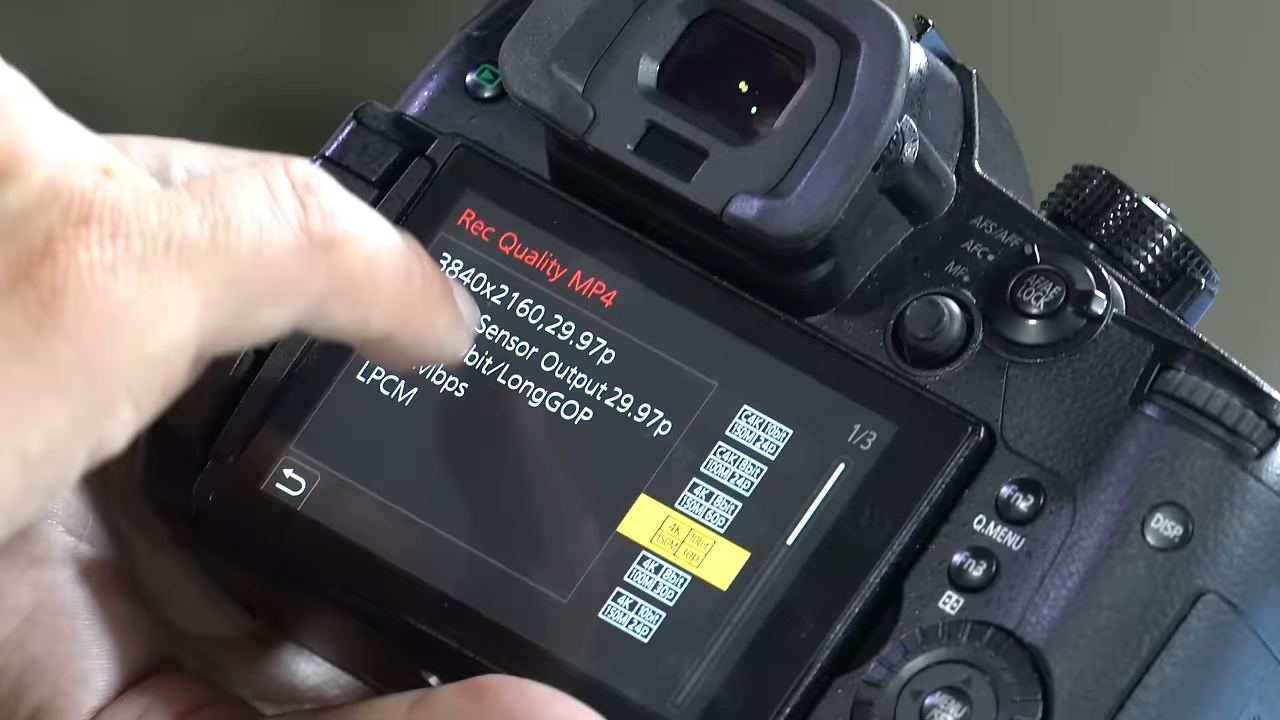 Rec Quality MP4
3840x2160,29.97p
Sensor Output 29.97p
bit/LongGOP
Mbps
LPCM
1/3
C4K 10bit
150M 24p
C4K 8bit
100M 24p
4K 8bit
150M 60p
4K 10bit
150M 30p
4K 8bit
100M 30p
4K 10bit
150M 24p
AFS/AFF
AFC
MF
AF/AE
LOCK
Fn2
Q.MENU
Fn3
DISP.
MENU